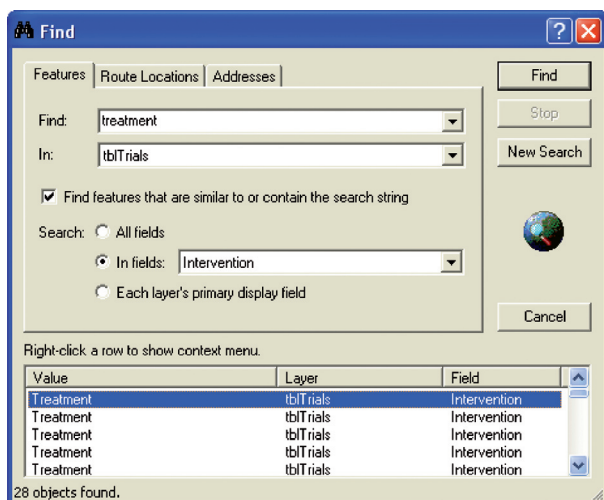 Find
Features Route Locations Addresses
Find
Find: treatment
Stop
In: tblTrials
New Search
Find features that are similar to or contain the search string
Search: All fields
In fields: Intervention
Each layer's primary display field
Cancel
Right-click a row to show context menu.
Value Layer Field
Treatment tblTrials Intervention
Treatment tblTrials Intervention
Treatment tblTrials Intervention
Treatment tblTrials Intervention
Treatment tblTrials Intervention
28 objects found.